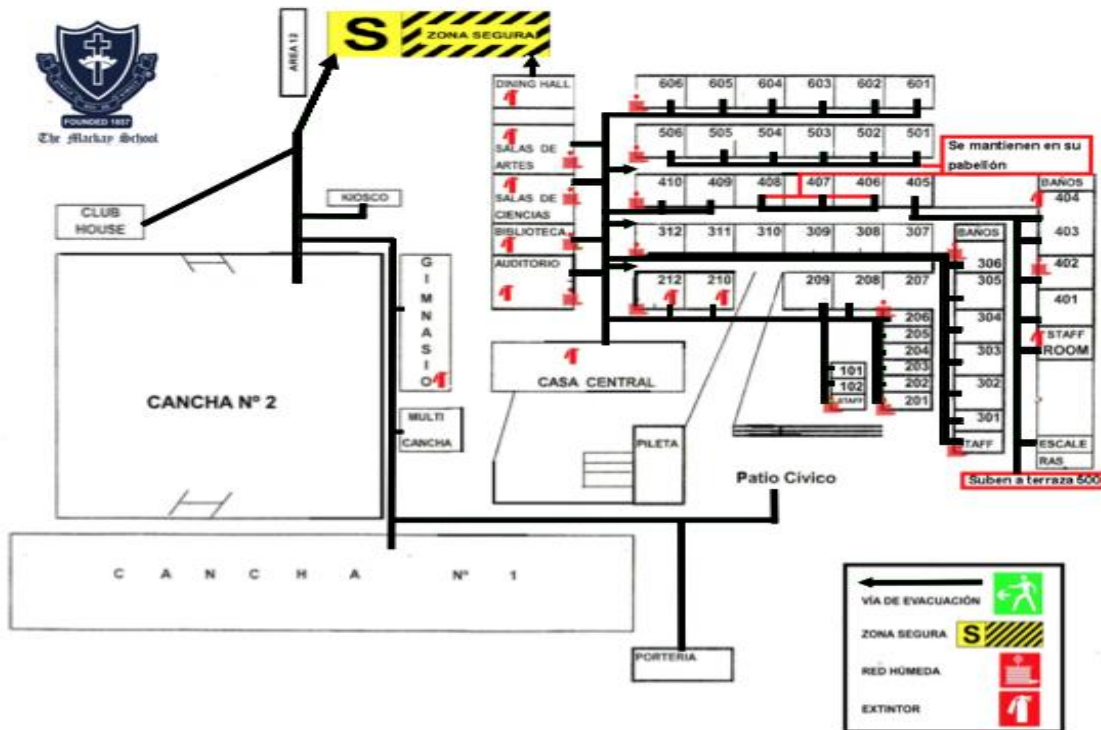 FOUNDED 1857
The Mackay School
AREA 12
S ZONA SEGURA
DINING HALL
SALAS DE
ARTES
SALAS DE
CIENCIAS
BIBLIOTECA
AUDITORIO
606 605 604 603 602 601
506 505 504 503 502 501
Se mantienen en su
pabellón
410 409 408 407 406 405
312 311 310 309 308 307
212 210 209 208 207
206
205
204
203
202
201
101
102
STAFF
BAÑOS
306
305
304
303
302
301
TAFF
BAÑOS
404
403
402
401
STAFF
ROOM
ESCALE
RAS
Suben a terraza 500
CLUB
HOUSE
KIOSCO
GIMNASIO
CANCHA Nº 2
MULTI
CANCHA
CASA CENTRAL
PILETA
Patio Cívico
CANCHA Nº 1
PORTERIA
VÍA DE EVACUACIÓN
ZONA SEGURA S
RED HÚMEDA
EXTINTOR